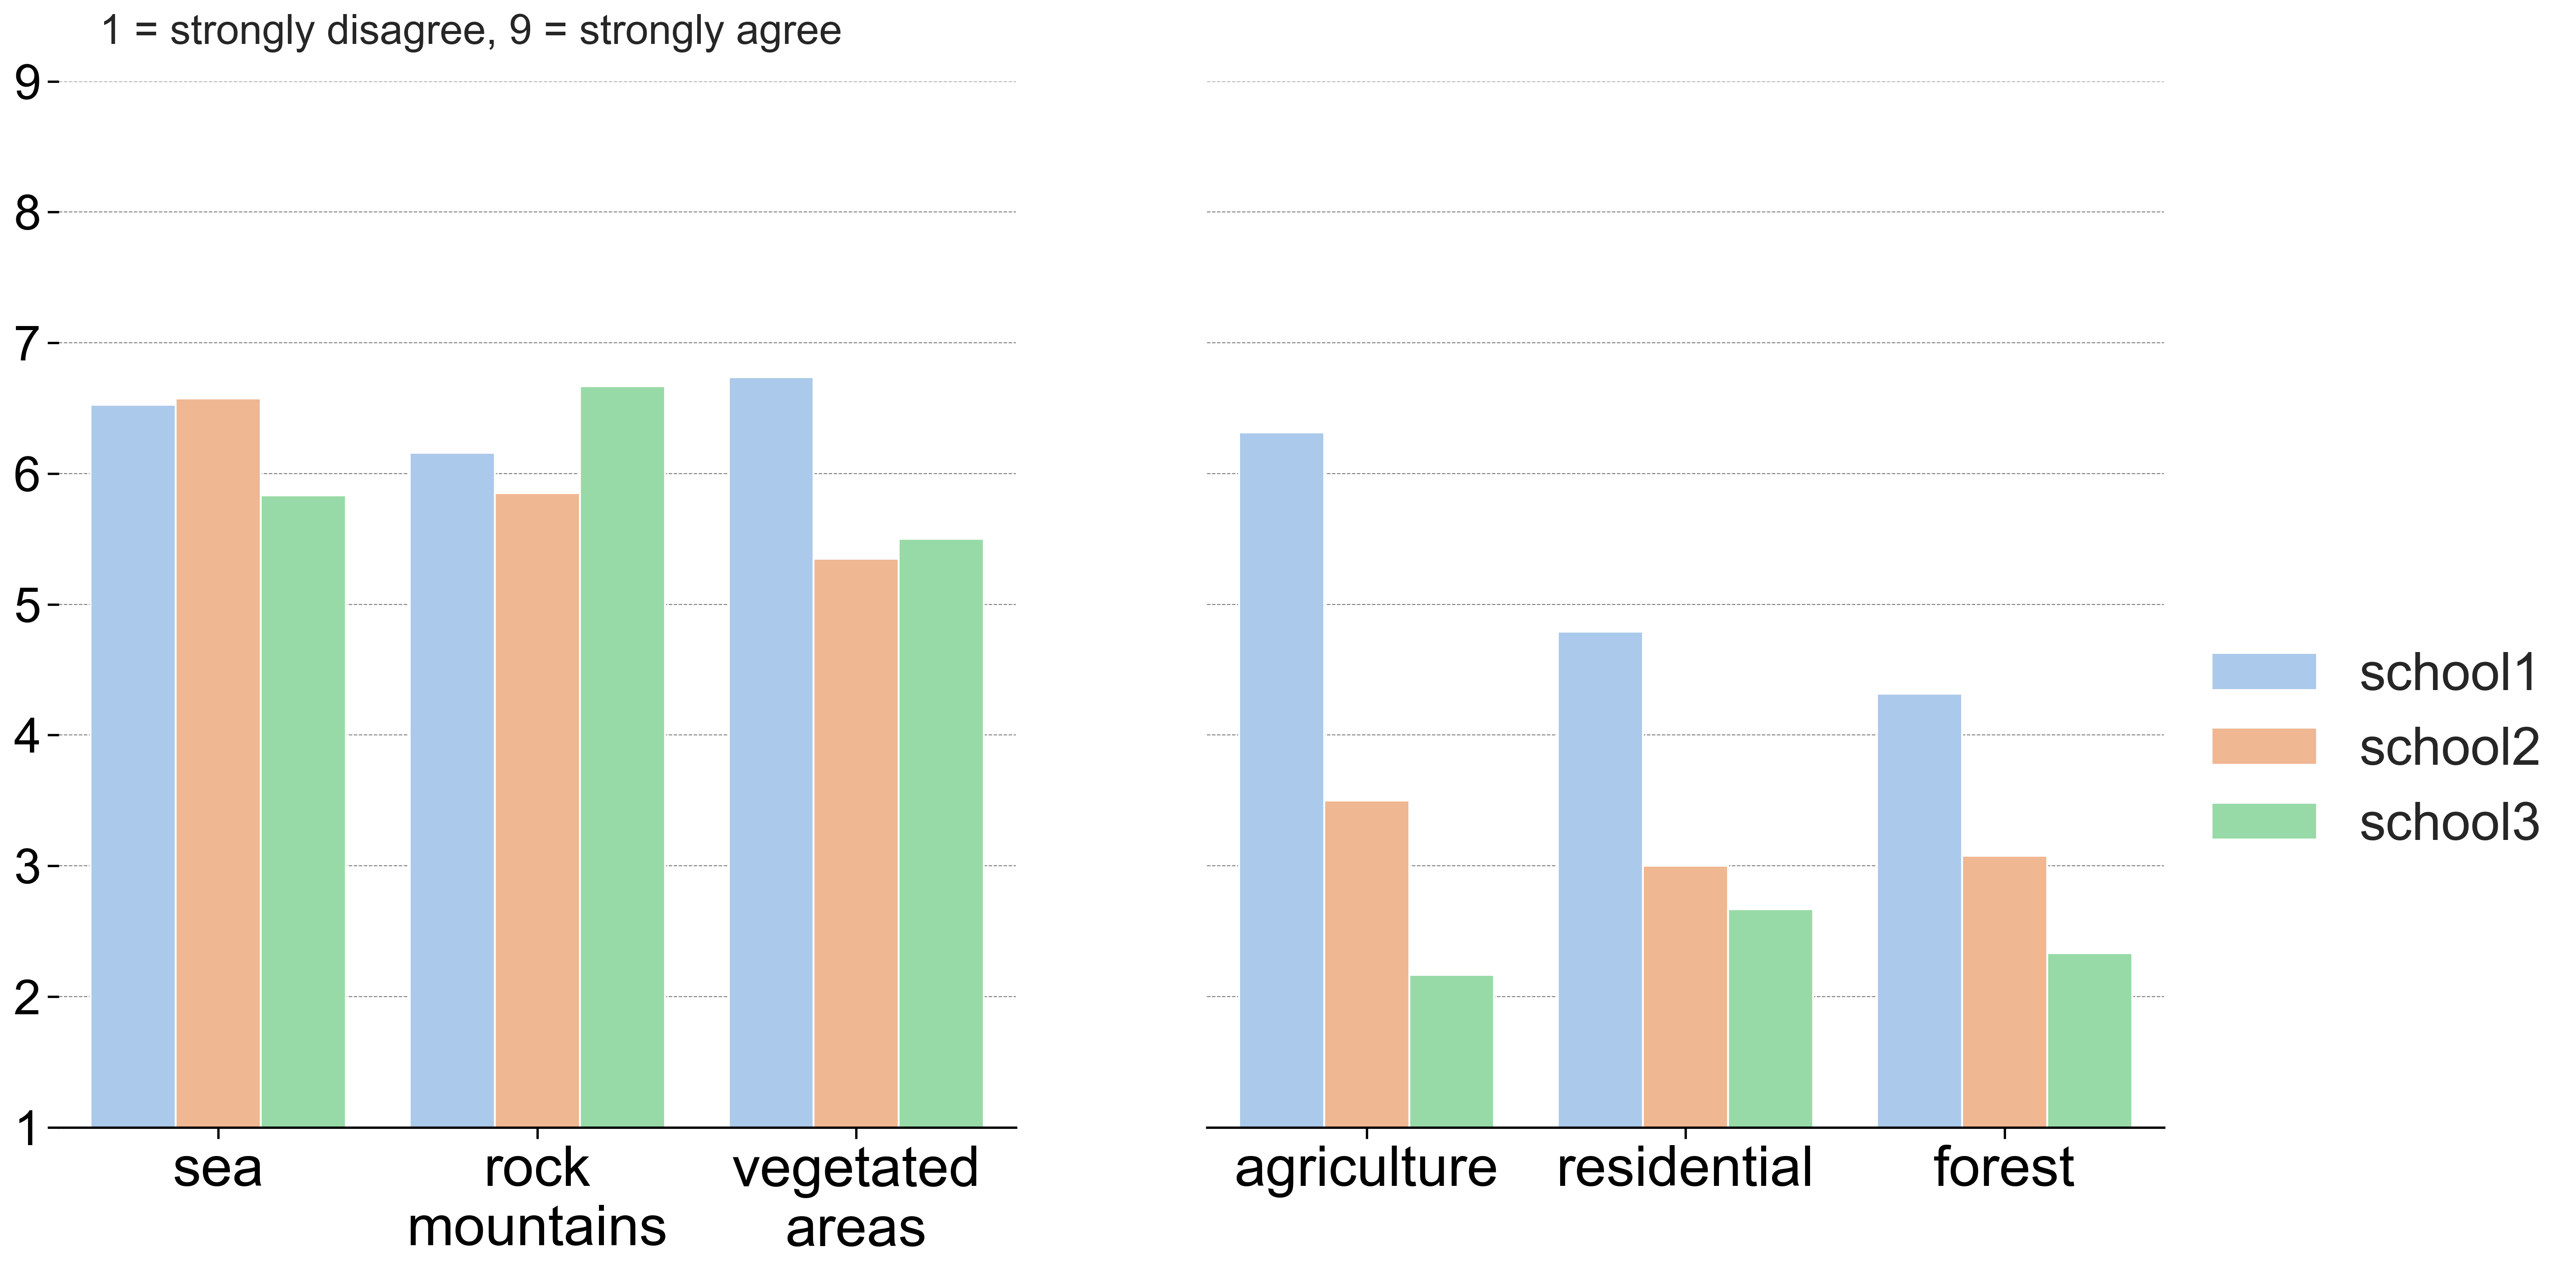 1 = strongly disagree, 9 = strongly agree
9
8
7
6
5
4
3
2
1
sea
rock
mountains
vegetated
areas
agriculture
residential
forest
school1
school2
school3